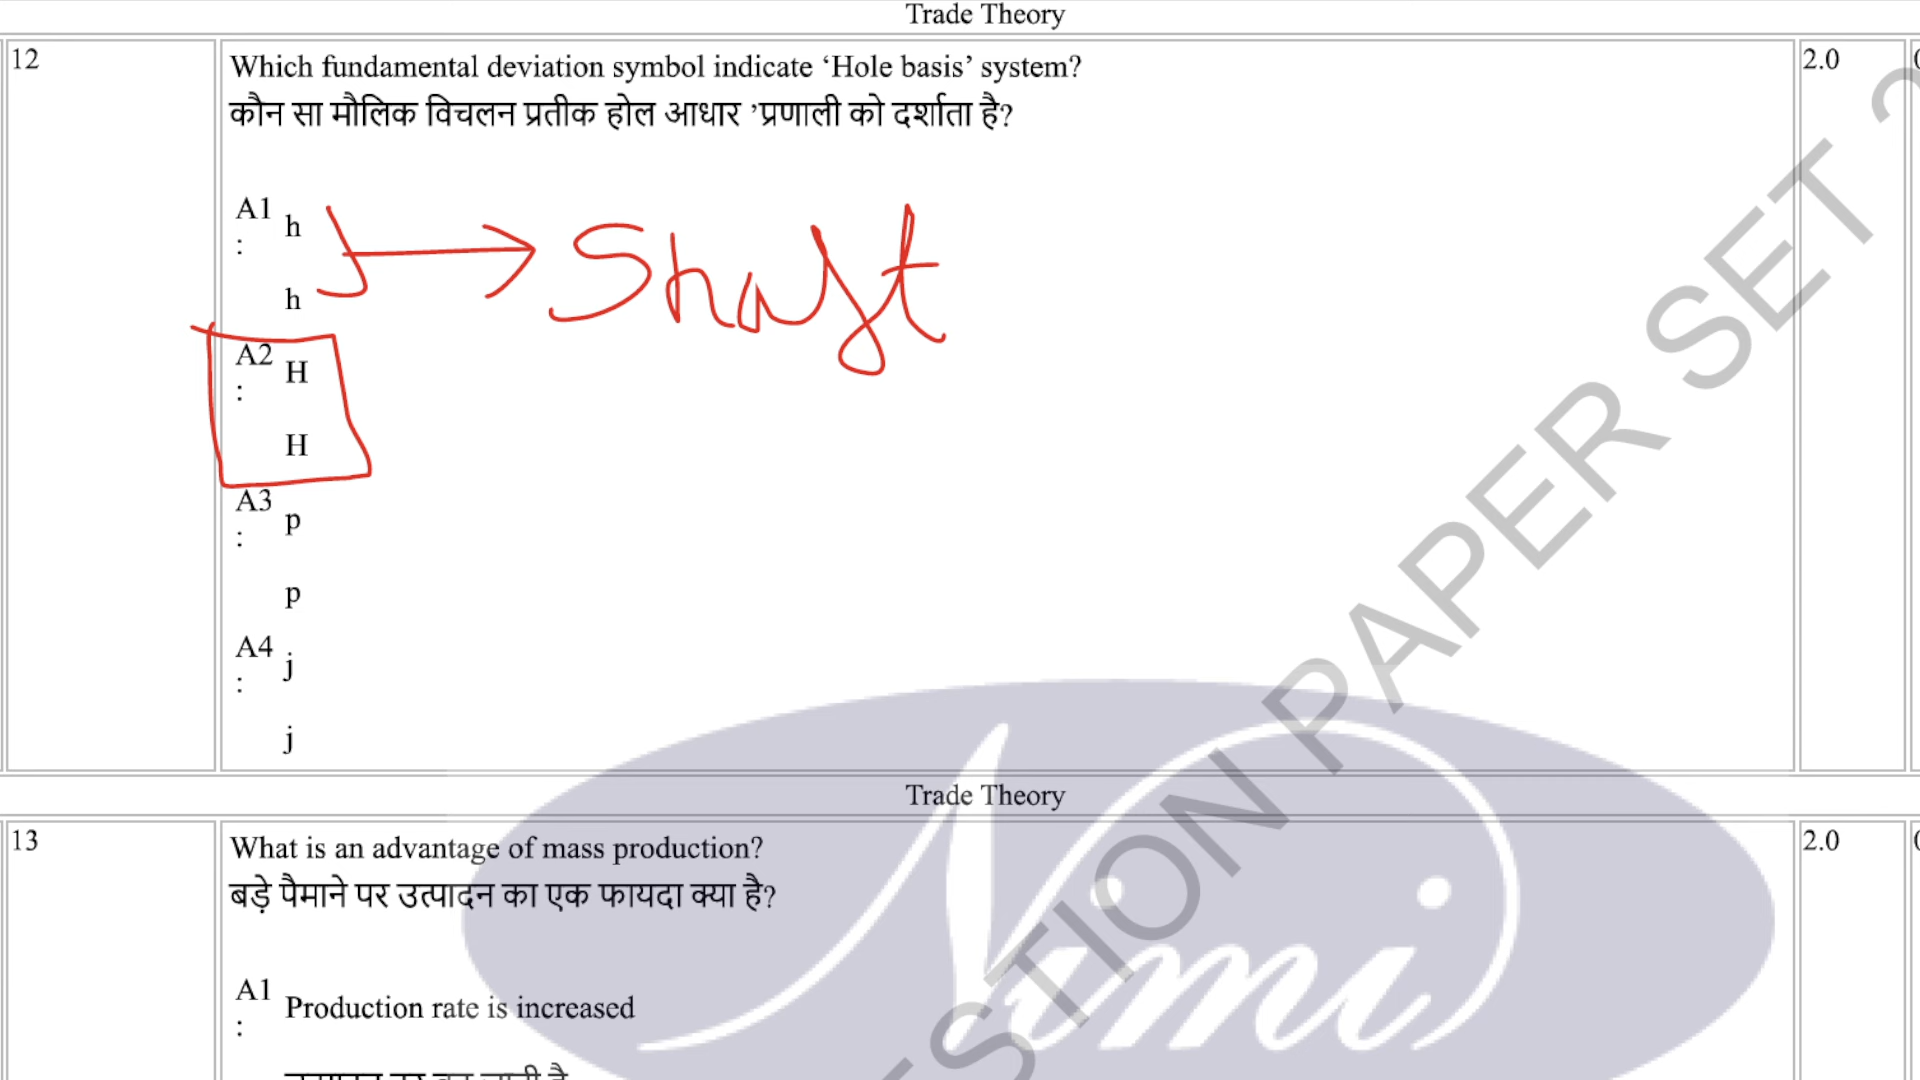 Trade Theory
12
Which fundamental deviation symbol indicate ‘Hole basis’ system?
2.0
कौन सा मौलिक विचलन प्रतीक होल आधार ’प्रणाली को दर्शाता है?
A1
:
h
h
Shaft
A2
:
H
H
A3
:
p
p
A4
:
j
j
Trade Theory
13
What is an advantage of mass production?
2.0
बड़े पैमाने पर उत्पादन का एक फायदा क्या है?
A1
:
Production rate is increased
Nimi
STION PAPER SET